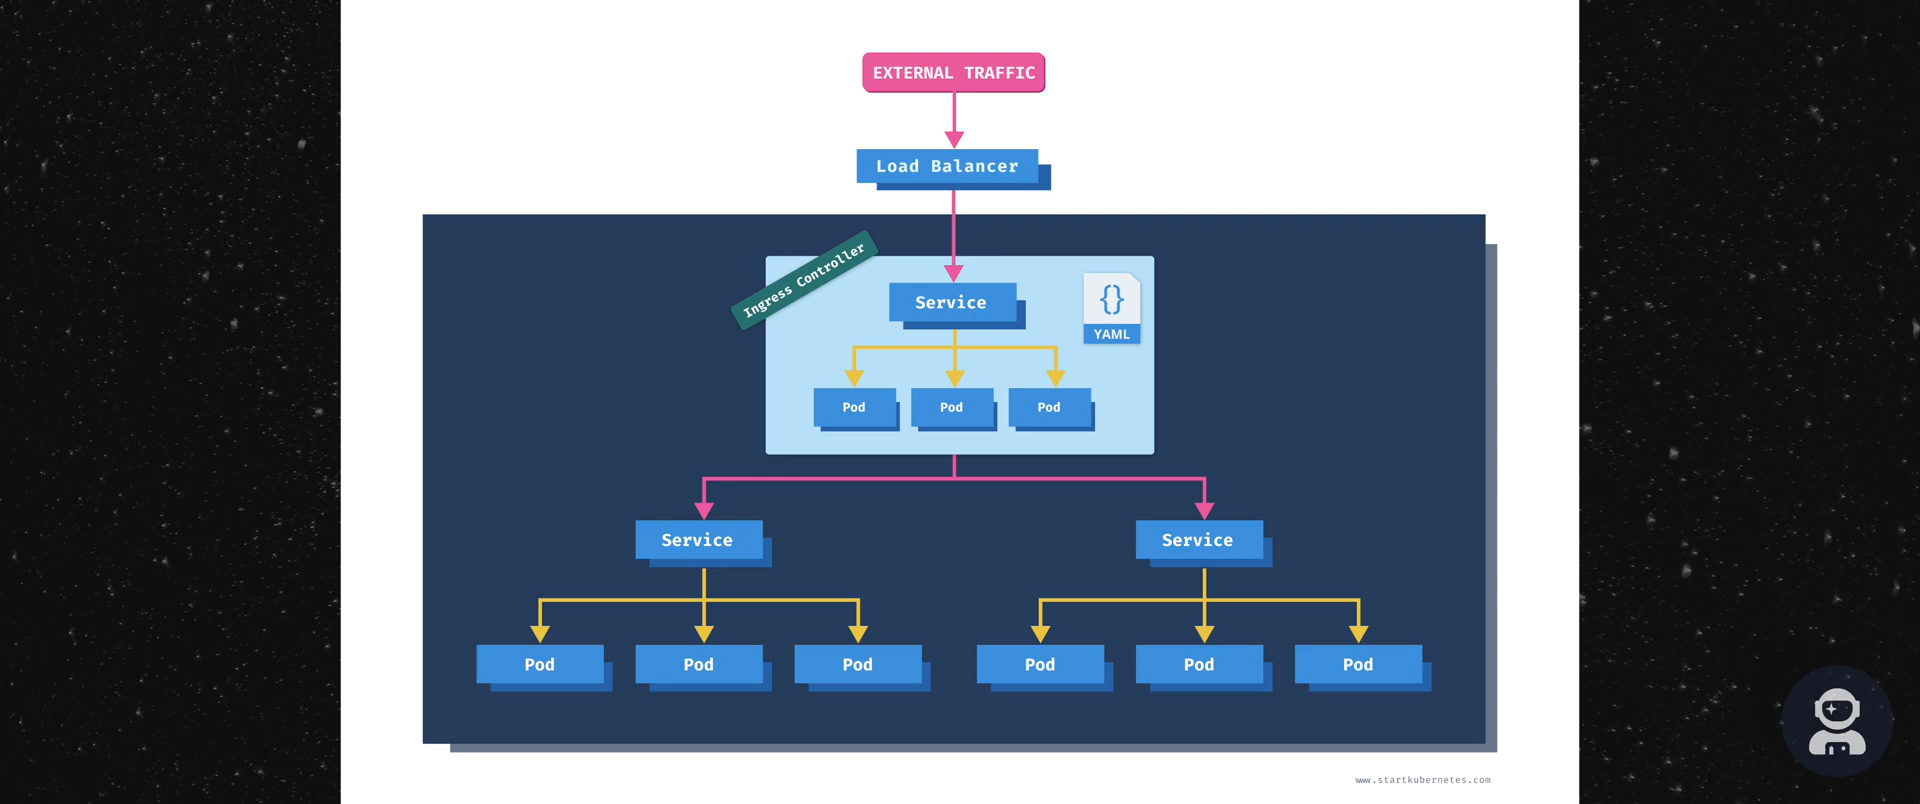 EXTERNAL TRAFFIC
Load Balancer
Ingress Controller
Service
{}
YAML
Pod
Pod
Pod
Service
Service
Pod
Pod
Pod
Pod
Pod
Pod
www.startkubernetes.com